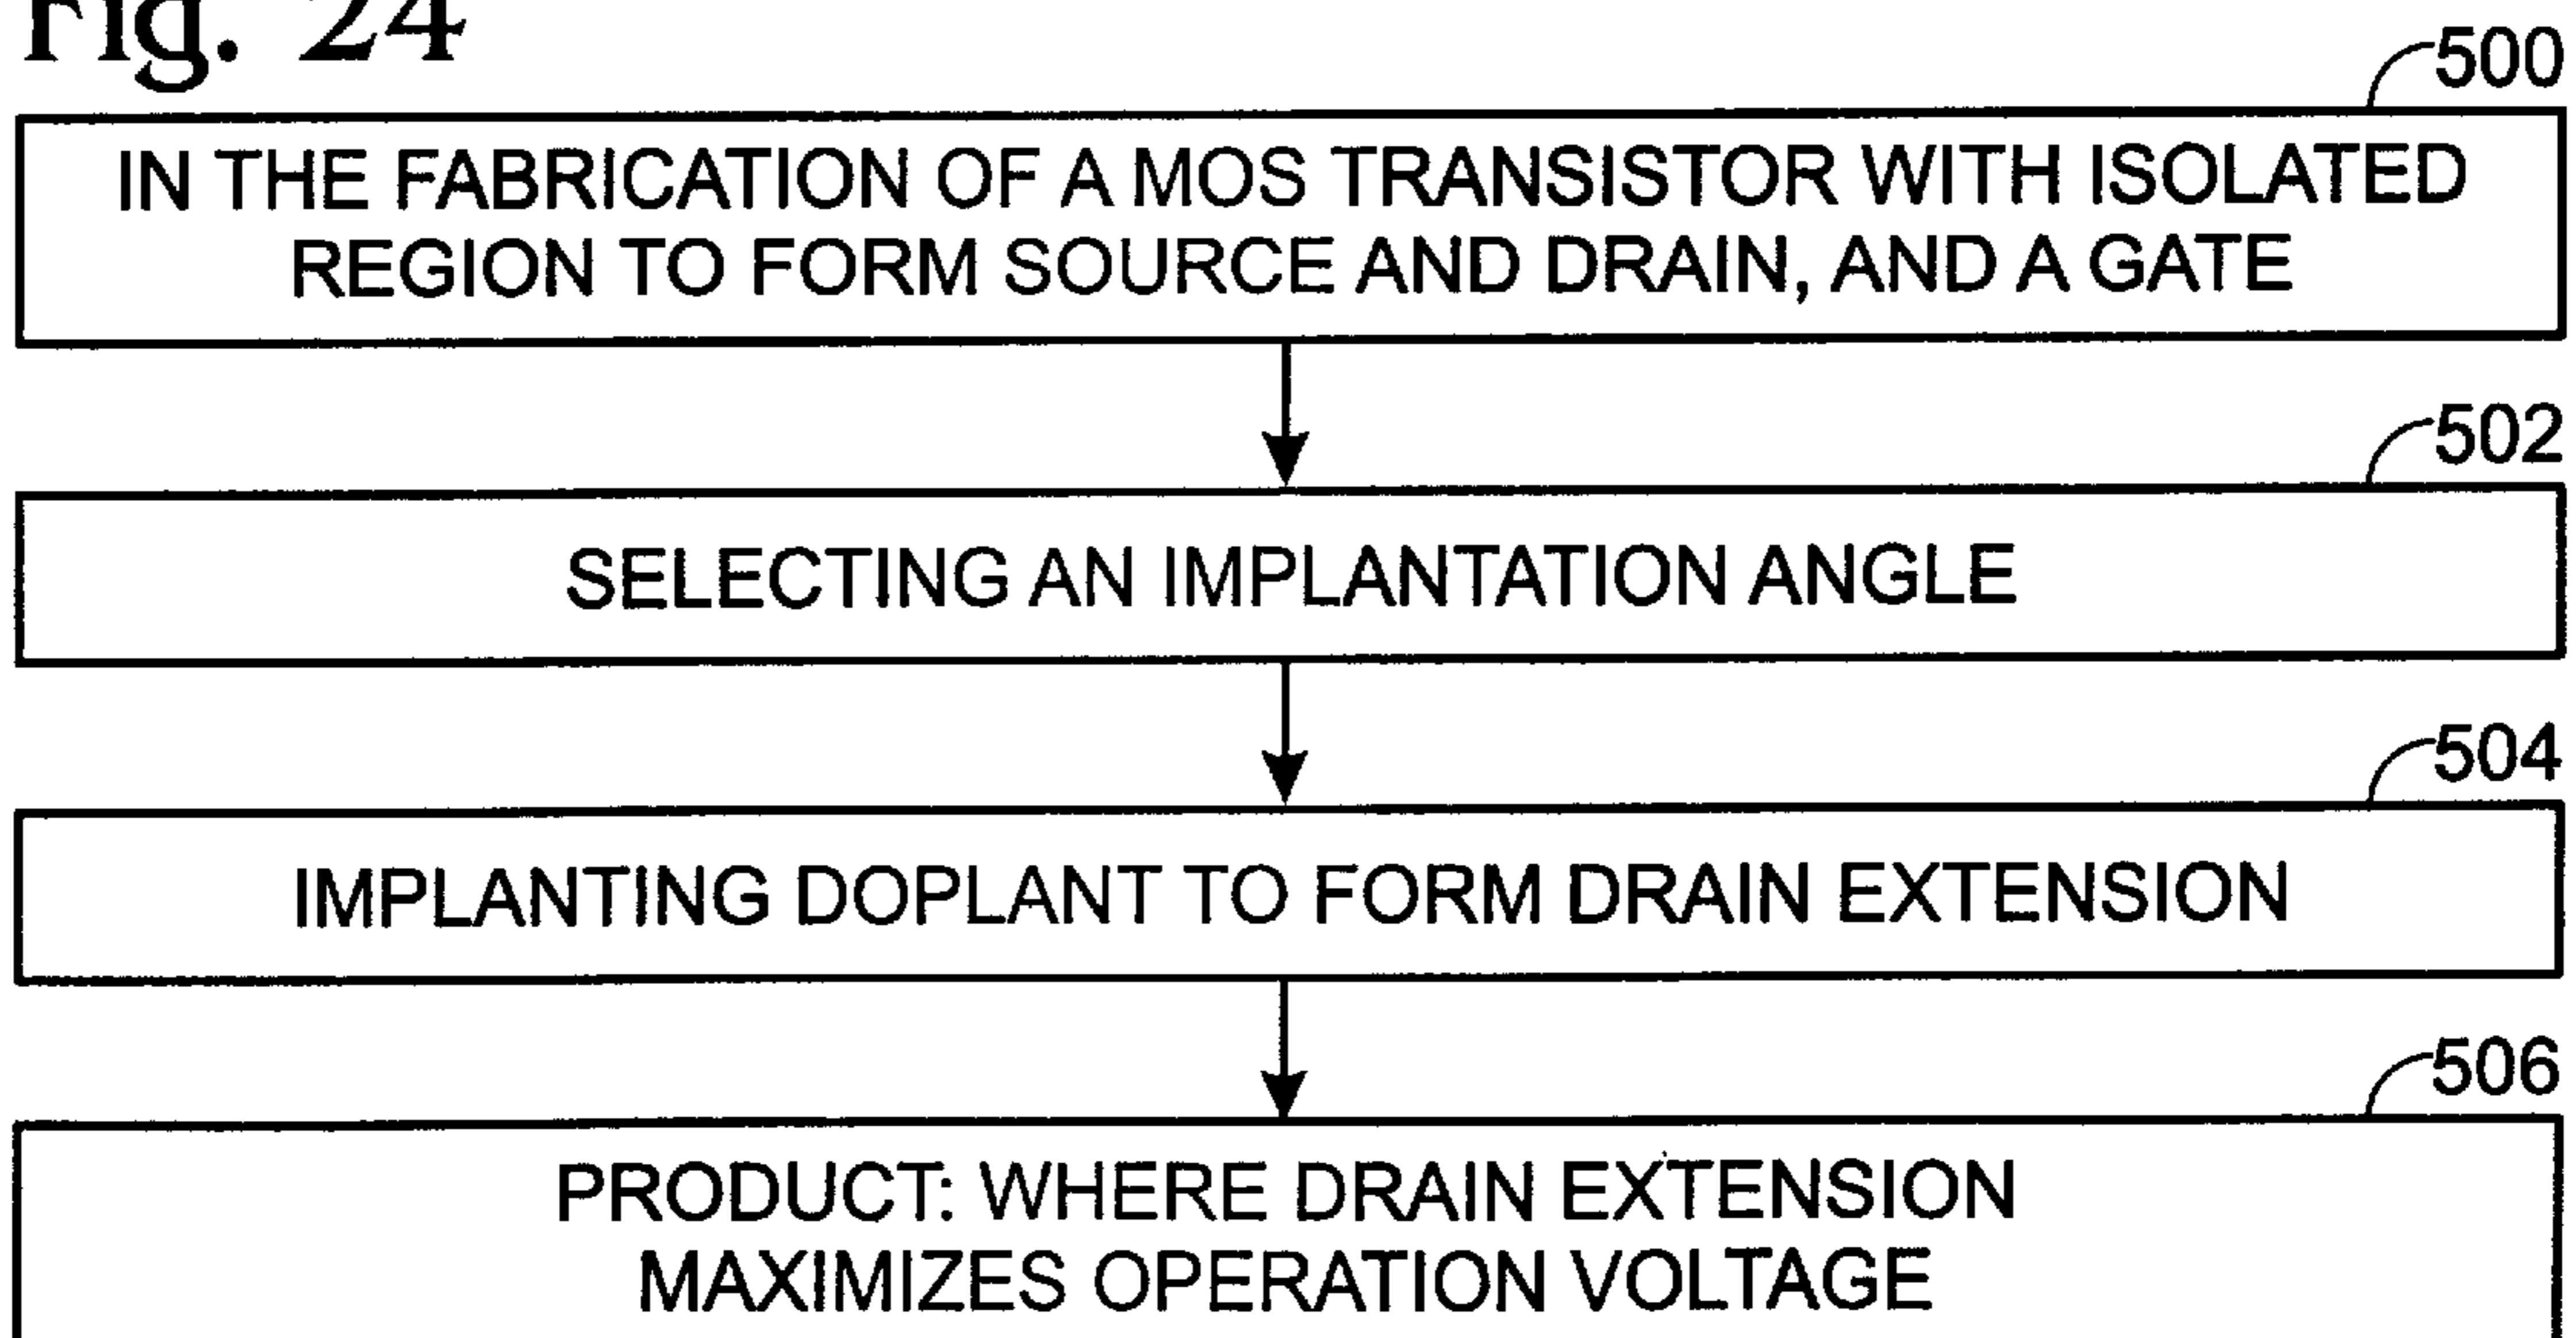 Fig. 24
500
IN THE FABRICATION OF A MOS TRANSISTOR WITH ISOLATED
REGION TO FORM SOURCE AND DRAIN, AND A GATE
502
SELECTING AN IMPLANTATION ANGLE
504
IMPLANTING DOPLANT TO FORM DRAIN EXTENSION
506
PRODUCT: WHERE DRAIN EXTENSION
MAXIMIZES OPERATION VOLTAGE